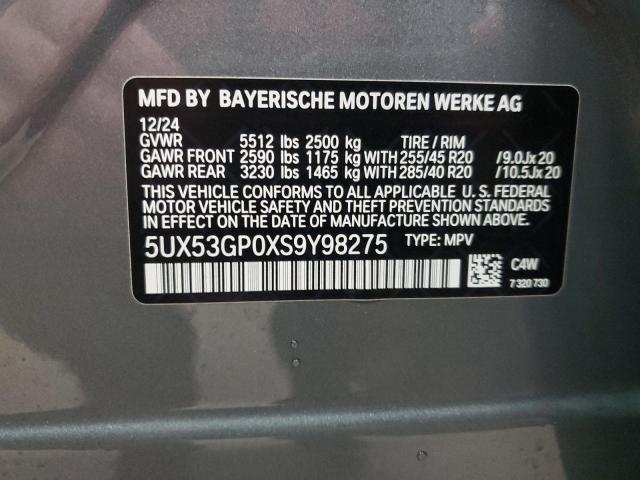 MFD BY BAYERISCHE MOTOREN WERKE AG
12/24
GVWR 5512 lbs 2500 kg TIRE / RIM
GAWR FRONT 2590 lbs 1175 kg WITH 255/45 R20 /9.0Jx20
GAWR REAR 3230 lbs 1465 kg WITH 285/40 R20 /10.5Jx20
THIS VEHICLE CONFORMS TO ALL APPLICABLE U. S. FEDERAL
MOTOR VEHICLE SAFETY, BUMPER, AND THEFT PREVENTION STANDARDS
IN EFFECT ON THE DATE OF MANUFACTURE SHOWN ABOVE.
5UX53GP0XS9Y98275 TYPE: MPV
C4W
7 320 730